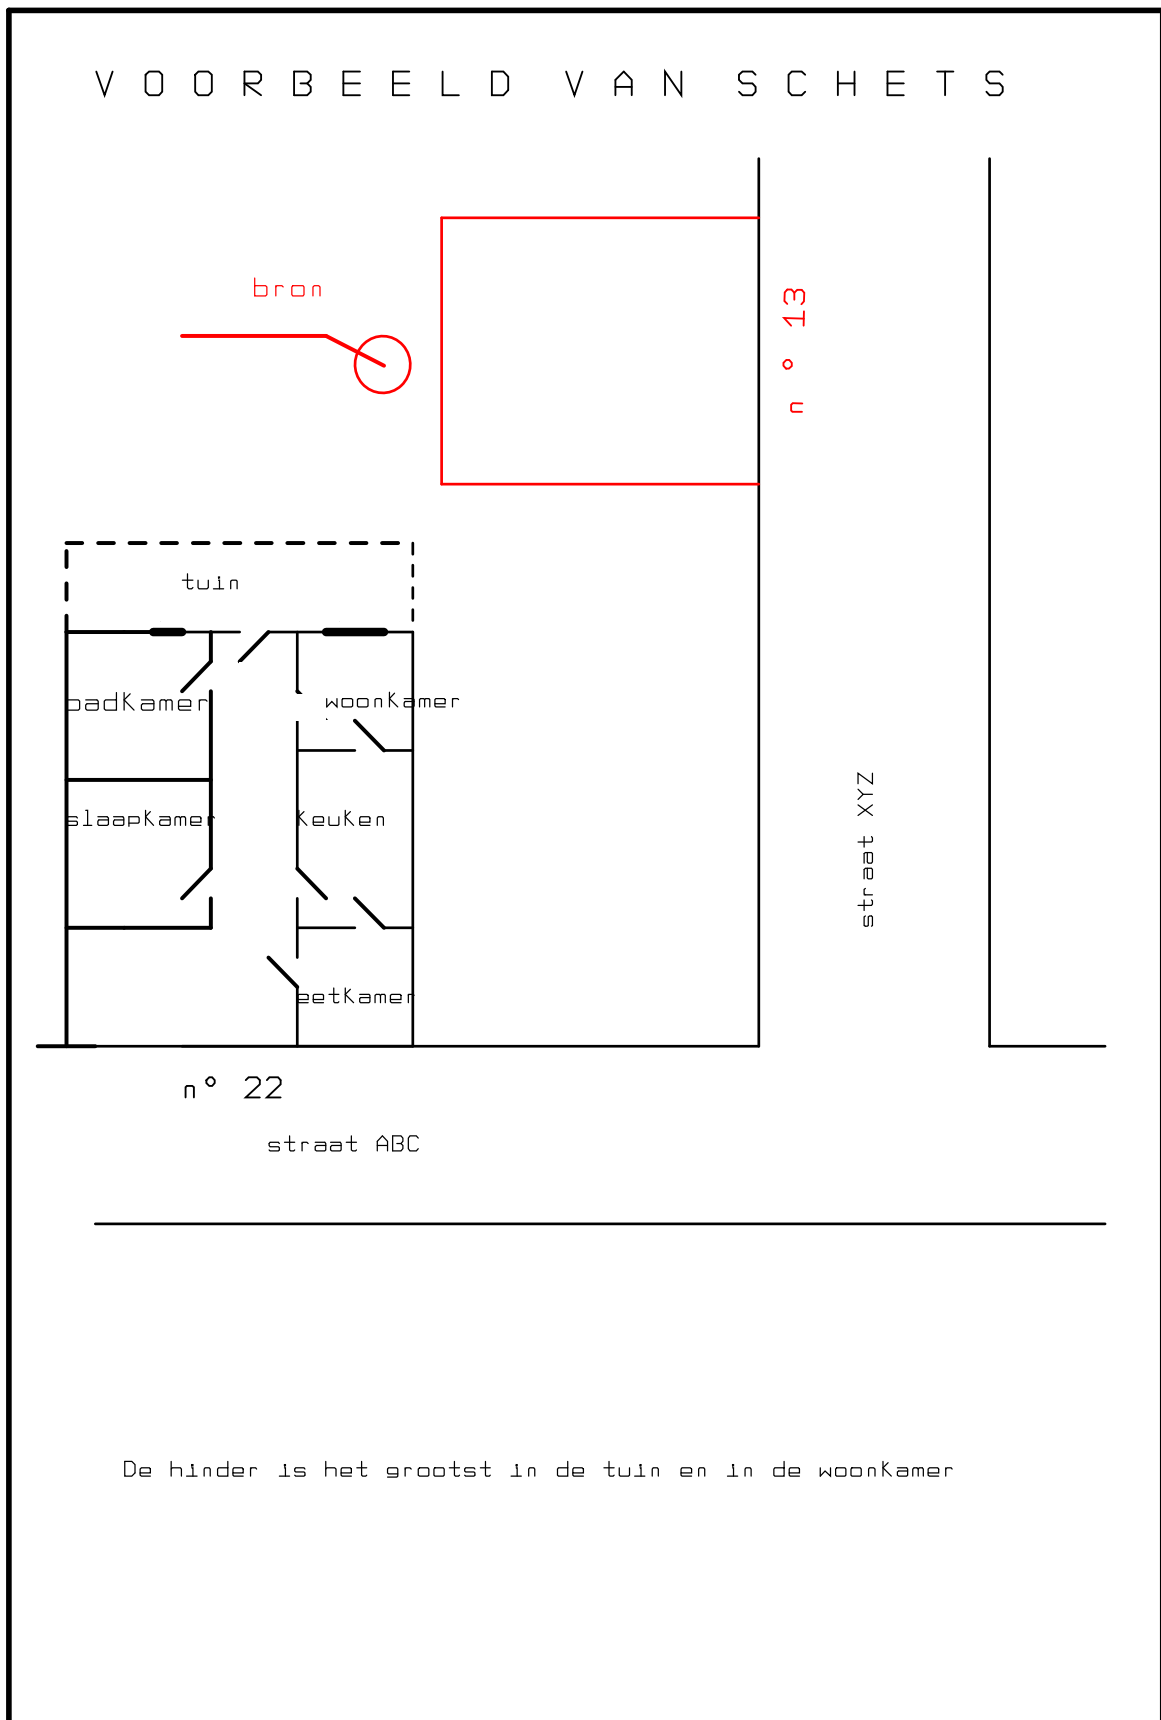 VOORBEELD VAN SCHETS
bron
n° 13
tuin
badkamer
woonkamer
slaapkamer
keuken
straat XYZ
eetkamer
n° 22
straat ABC
De hinder is het grootst in de tuin en in de woonkamer